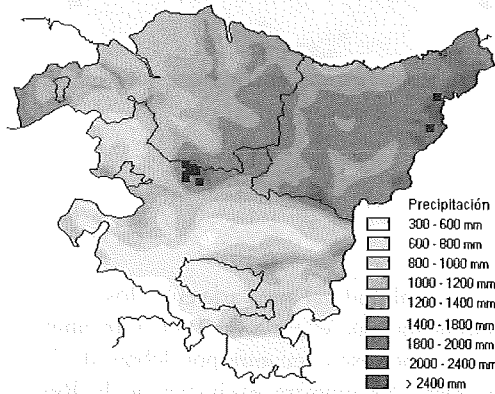 Precipitación
300 - 600 mm
600 - 800 mm
800 - 1000 mm
1000 - 1200 mm
1200 - 1400 mm
1400 - 1800 mm
1800 - 2000 mm
2000 - 2400 mm
> 2400 mm